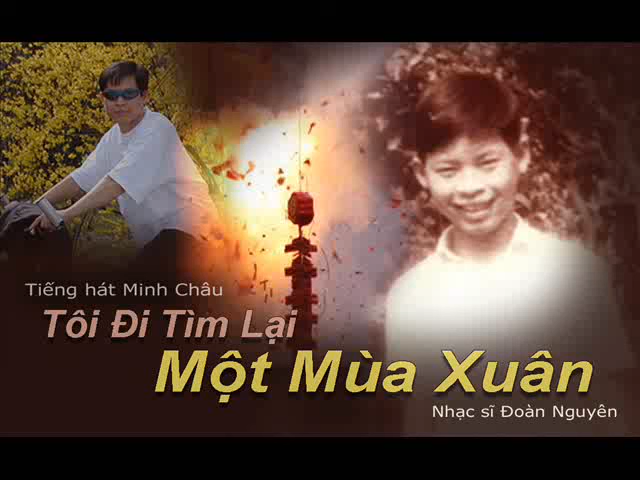 Tiếng hát Minh Châu
Tôi Đi Tìm Lại
Một Mùa Xuân
Nhạc sĩ Đoàn Nguyên